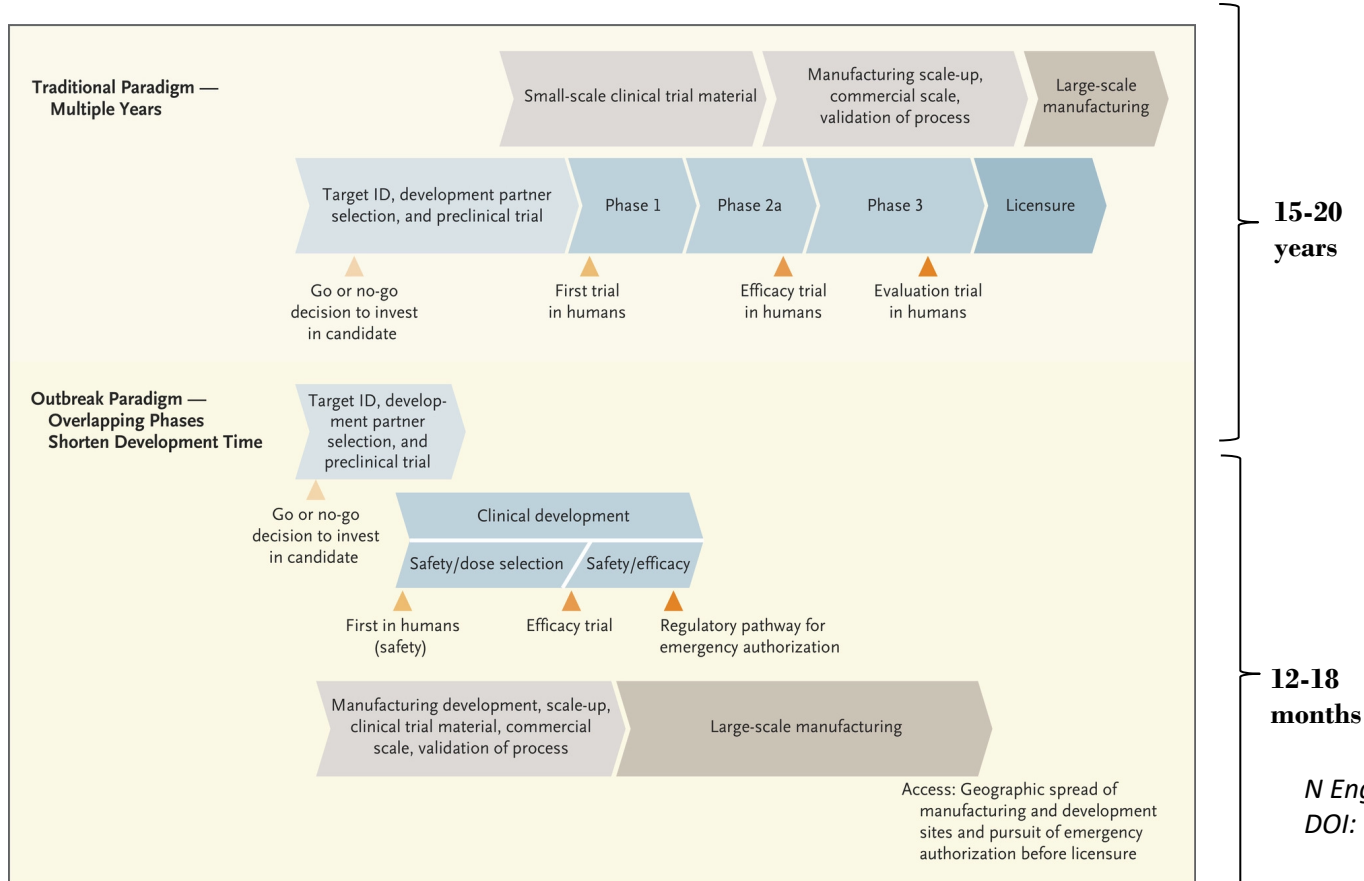 Traditional Paradigm —
Multiple Years
Small-scale clinical trial material
Manufacturing scale-up,
commercial scale,
validation of process
Large-scale
manufacturing
Target ID, development partner
selection, and preclinical trial
Phase 1
Phase 2a
Phase 3
Licensure
Go or no-go
decision to invest
in candidate
First trial
in humans
Efficacy trial
in humans
Evaluation trial
in humans
15-20
years
Outbreak Paradigm —
Overlapping Phases
Shorten Development Time
Target ID, develop-
ment partner
selection, and
preclinical trial
Go or no-go
decision to invest
in candidate
Clinical development
Safety/dose selection
Safety/efficacy
First in humans
(safety)
Efficacy trial
Regulatory pathway for
emergency authorization
Manufacturing development, scale-up,
clinical trial material, commercial
scale, validation of process
Large-scale manufacturing
Access: Geographic spread of
manufacturing and development
sites and pursuit of emergency
authorization before licensure
12-18
months
N Eng
DOI: